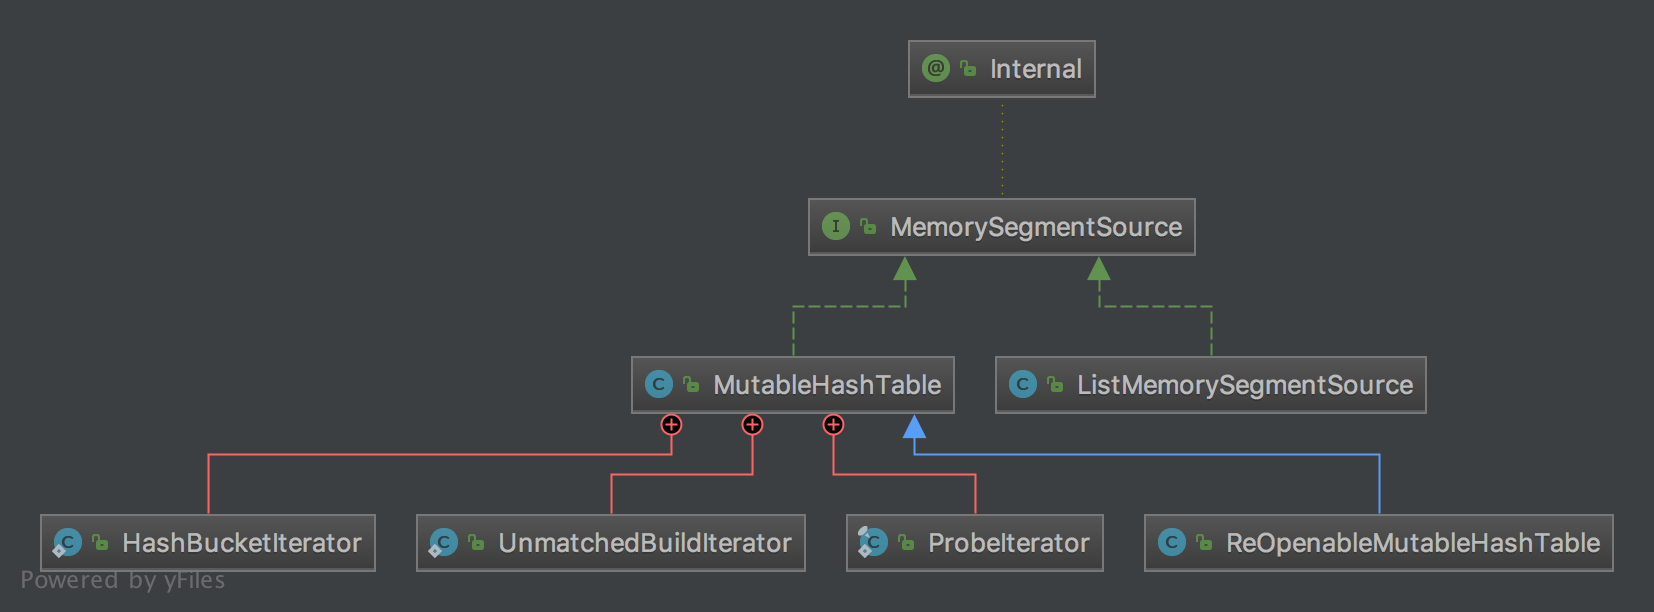 @ Internal
I MemorySegmentSource
C MutableHashTable
C ListMemorySegmentSource
C HashBucketIterator
C UnmatchedBuildIterator
C ProbeIterator
C ReOpenableMutableHashTable
Powered by yFiles